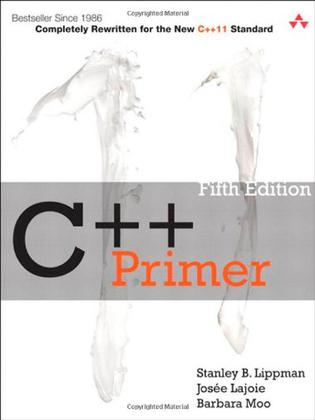 Bestseller Since 1986
Completely Rewritten for the New C++11 Standard
Fifth Edition
C++
Primer
Stanley B. Lippman
Josée Lajoie
Barbara Moo